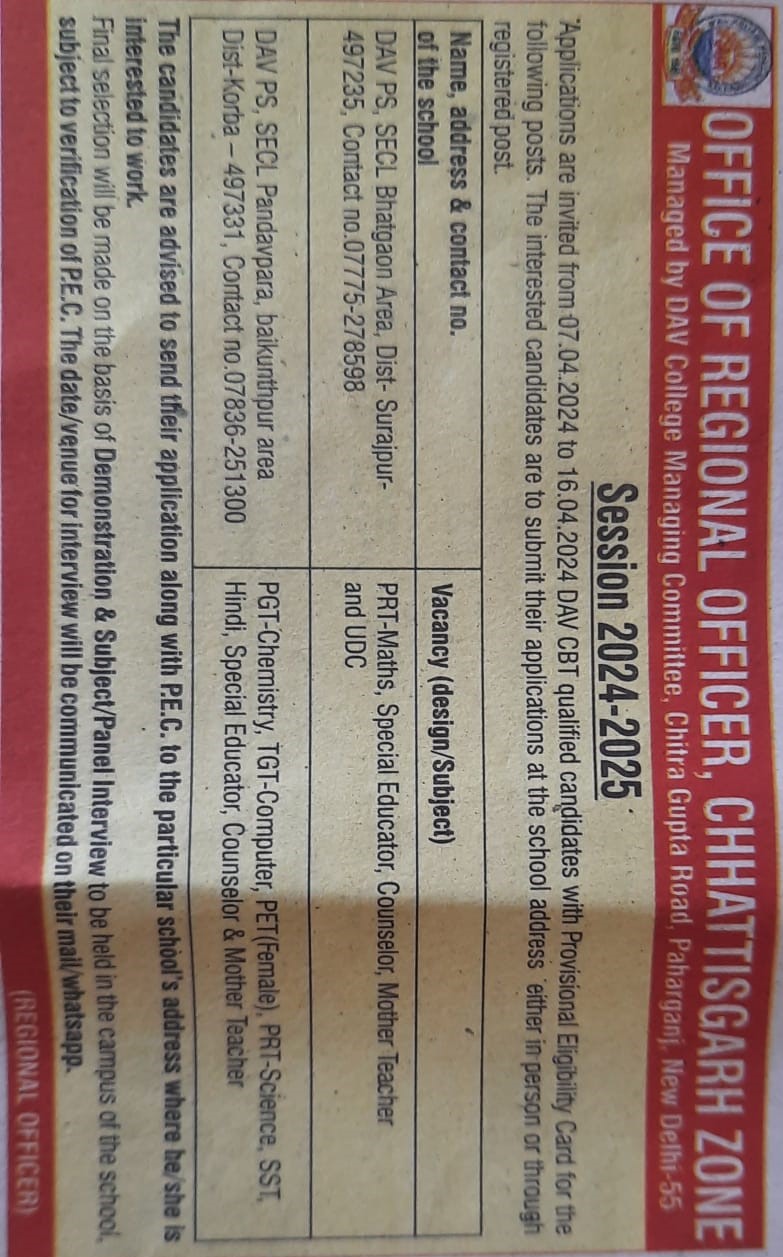 OFFICE OF REGIONAL OFFICER, CHHATTISGARH ZONE
Managed by DAV College Managing Committee, Chitra Gupta Road, Paharganj, New Delhi-55
Session 2024-2025
Applications are invited from 07.04.2024 to 16.04.2024 DAV CBT qualified candidates with Provisional Eligibility Card for the
following posts. The interested candidates are to submit their applications at the school address either in person or through
registered post.
Name, address & contact no.
of the school
Vacancy (design/Subject)
DAV PS, SECL Bhatgaon Area, Dist- Surajpur-
497235, Contact no.07775-278598
PRT-Maths, Special Educator, Counselor, Mother Teacher
and UDC
DAV PS, SECL Pandavpara, baikunthpur area
Dist-Korba – 497331, Contact no.07836-251300
PGT-Chemistry, TGT-Computer, PET(Female), PRT-Science, SST,
Hindi, Special Educator, Counselor & Mother Teacher
The candidates are advised to send their application along with P.E.C. to the particular school's address where he/she is
interested to work.
Final selection will be made on the basis of Demonstration & Subject/Panel Interview to be held in the campus of the school,
subject to verification of P.E.C. The date/venue for interview will be communicated on their mail/whatsapp.
(REGIONAL OFFICER)